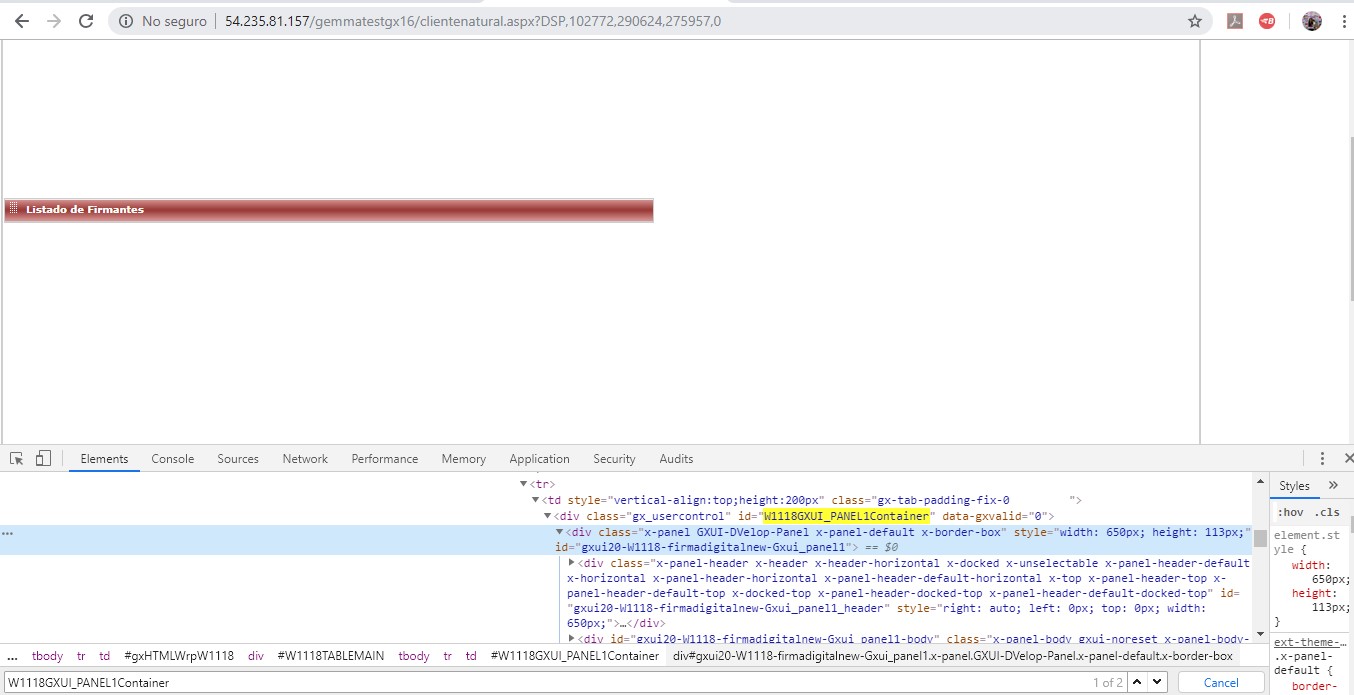 No seguro
54.235.81.157/gemmatestgx16/clientenatural.aspx?DSP,102772,290624,275957,0
Listado de Firmantes
Elements Console Sources Network Performance Memory Application Security Audits
▼<tr>
▼<td style="vertical-align:top;height:200px" class="gx-tab-padding-fix-0 ">
▼<div class="gx_usercontrol" id="W1118GXUI_PANEL1Container" data-gxvalid="0">
▼<div class="x-panel GXUI-DVelop-Panel x-panel-default x-border-box" style="width: 650px; height: 113px;"
id="gxui20-W1118-firmadigitalnew-Gxui_panel1"> == $0
▶<div class="x-panel-header x-header x-header-horizontal x-docked x-unselectable x-panel-header-default
x-horizontal x-panel-header-horizontal x-panel-header-default-horizontal x-top x-panel-header-top x-
panel-header-default-top x-docked-top x-panel-header-docked-top x-panel-header-default-docked-top" id=
"gxui20-W1118-firmadigitalnew-Gxui_panel1_header" style="right: auto; left: 0px; top: 0px; width:
650px;">…</div>
▶<div id="gxui20-W1118-firmadigitalnew-Gxui_panel1-body" class="x-panel-body gxui-noreset x-panel-body-
Styles »
:hov .cls
element.st
yle {
width:
650px;
height:
113px;
}
ext-theme-…
.x-panel-
default {
border-
... tbody tr td #gxHTMLWrpW1118 div #W1118TABLEMAIN tbody tr td #W1118GXUI_PANEL1Container div#gxui20-W1118-firmadigitalnew-Gxui_panel1.x-panel.GXUI-DVelop-Panel.x-panel-default.x-border-box
W1118GXUI_PANEL1Container
1 of 2
Cancel